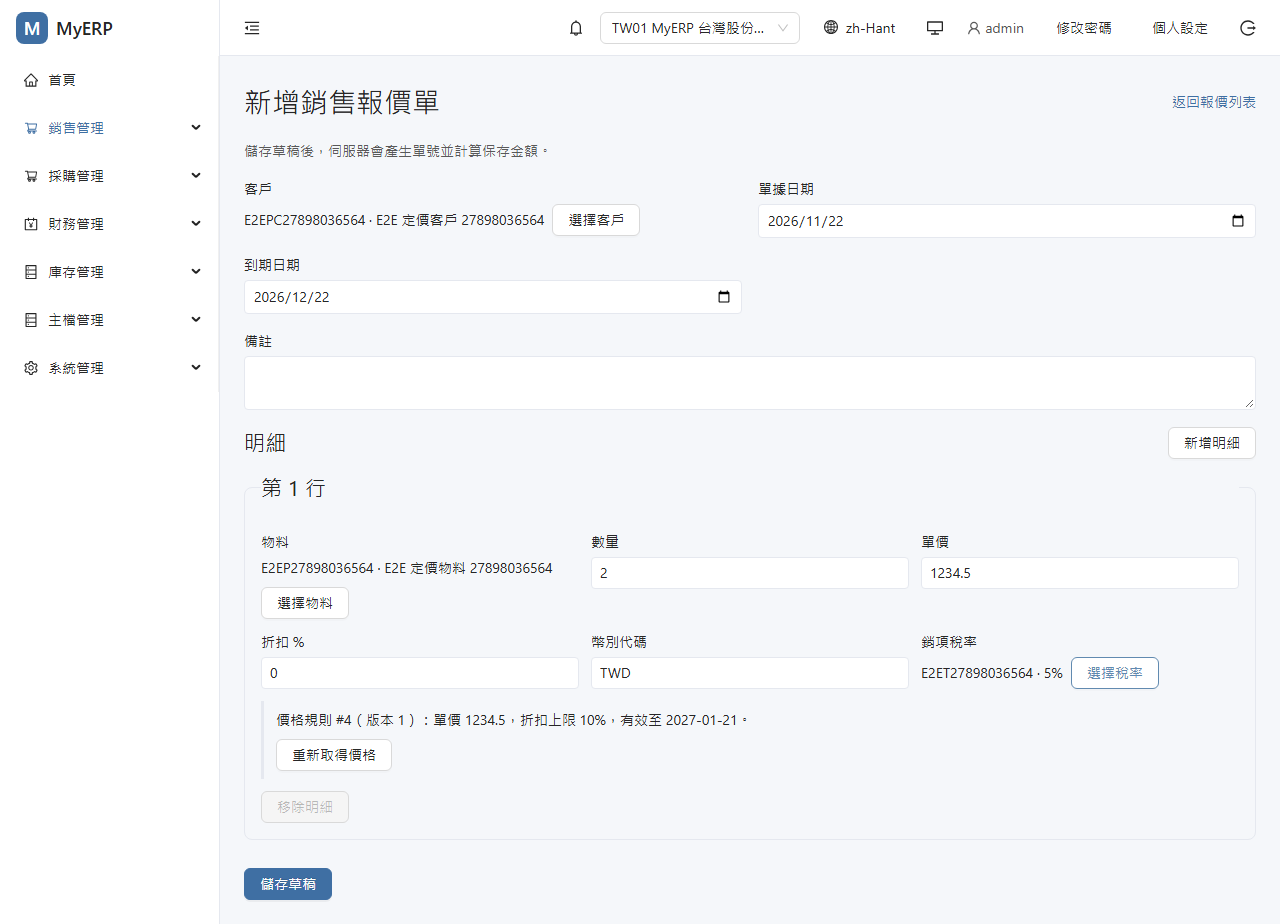 M MyERP
TW01 MyERP 台灣股份... zh-Hant admin 修改密碼 個人設定
首頁
銷售管理
採購管理
財務管理
庫存管理
主檔管理
系統管理
新增銷售報價單
返回報價列表
儲存草稿後，伺服器會產生單號並計算保存金額。
客戶
E2EPC27898036564 · E2E 定價客戶 27898036564 選擇客戶
單據日期
2026/11/22
到期日期
2026/12/22
備註
明細
新增明細
第 1 行
物料
E2EP27898036564 · E2E 定價物料 27898036564
選擇物料
數量
2
單價
1234.5
折扣 %
0
幣別代碼
TWD
銷項稅率
E2ET27898036564 · 5% 選擇稅率
價格規則 #4（版本 1）：單價 1234.5，折扣上限 10%，有效至 2027-01-21。
重新取得價格
移除明細
儲存草稿